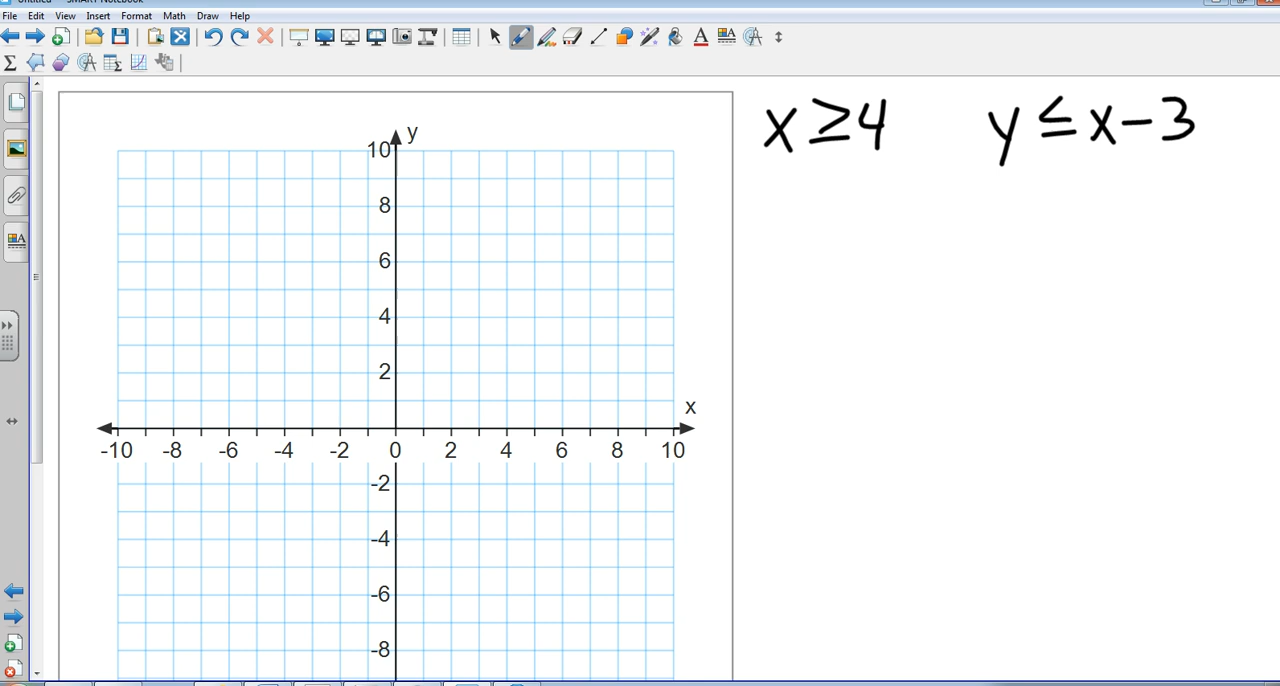 File Edit View Insert Format Math Draw Help
x ≥ 4 y ≤ x - 3
y
10
8
6
4
2
x
-10 -8 -6 -4 -2 0 2 4 6 8 10
-2
-4
-6
-8